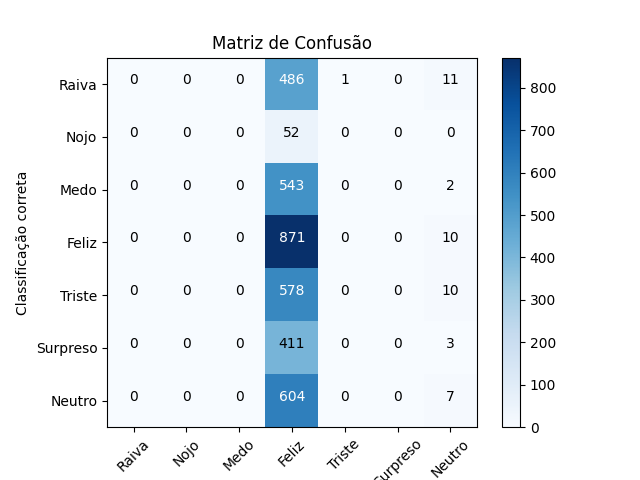 Matriz de Confusão
Raiva 0 0 0 486 1 0 11
Nojo 0 0 0 52 0 0 0
Medo 0 0 0 543 0 0 2
Feliz 0 0 0 871 0 0 10
Triste 0 0 0 578 0 0 10
Surpreso 0 0 0 411 0 0 3
Neutro 0 0 0 604 0 0 7
Classificação correta
Raiva Nojo Medo Feliz Triste Surpreso Neutro
800
700
600
500
400
300
200
100
0